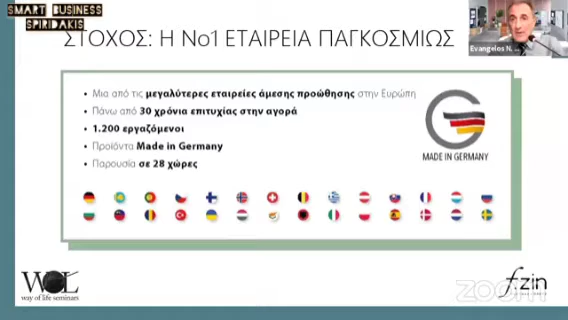 SMART BUSINESS
SPIRIDAKIS
ΣΤΟΧΟΣ: Η Νο1 ΕΤΑΙΡΕΙΑ ΠΑΓΚΟΣΜΙΩΣ
Evangelos N.
Μια από τις μεγαλύτερες εταιρείες άμεσης προώθησης στην Ευρώπη
Πάνω από 30 χρόνια επιτυχίας στην αγορά
1.200 εργαζόμενοι
Προϊόντα Made in Germany
Παρουσία σε 28 χώρες
MADE IN GERMANY
WOL
way of life seminars
f.zin
zoom